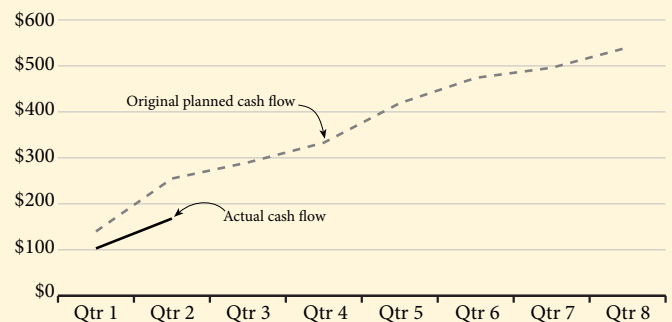 $600
$500
$400
$300
$200
$100
$0
Original planned cash flow
Actual cash flow
Qtr 1 Qtr 2 Qtr 3 Qtr 4 Qtr 5 Qtr 6 Qtr 7 Qtr 8